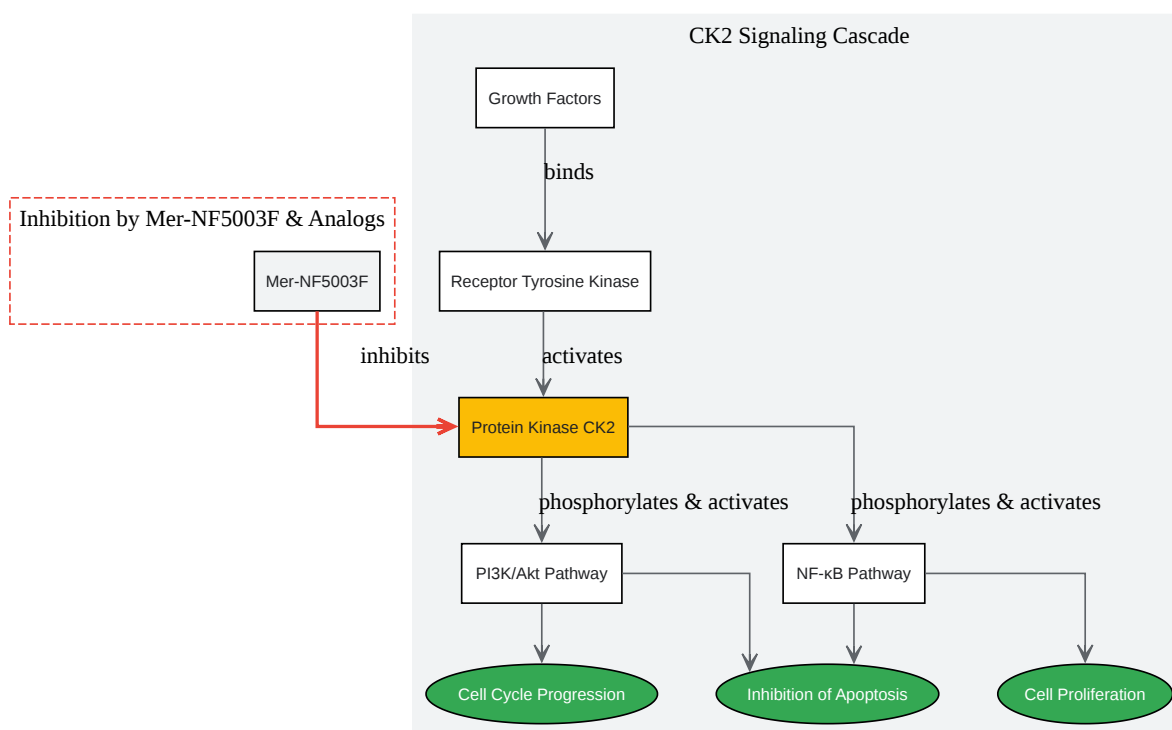 CK2 Signaling Cascade
Growth Factors
binds
Inhibition by Mer-NF5003F & Analogs
Mer-NF5003F
Receptor Tyrosine Kinase
inhibits
activates
Protein Kinase CK2
phosphorylates & activates
phosphorylates & activates
PI3K/Akt Pathway
NF-κB Pathway
Cell Cycle Progression
Inhibition of Apoptosis
Cell Proliferation